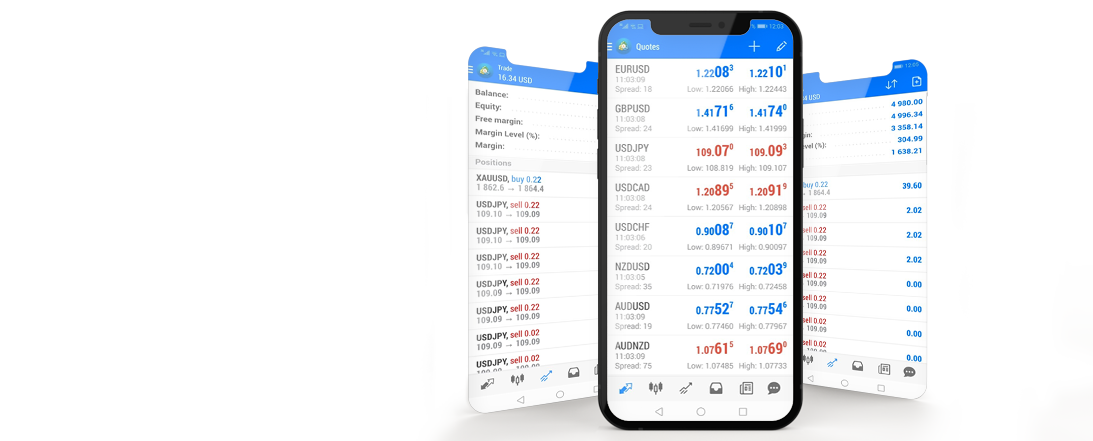 Trade
16.34 USD
Balance:
Equity:
Free margin:
Margin Level (%):
Margin:
Positions
XAUUSD, buy 0.22
1 862.6 → 1 864.4
USDJPY, sell 0.22
109.10 → 109.09
USDJPY, sell 0.22
109.10 → 109.09
USDJPY, sell 0.22
109.10 → 109.09
USDJPY, sell 0.22
109.09 → 109.09
USDJPY, sell 0.22
109.09 → 109.09
USDJPY, sell 0.02
109.09 → 109.09
USDJPY, sell 0.02
12:03
Quotes
EURUSD
11:03:09
Spread: 18
1.22083 1.22101
Low: 1.22066 High: 1.22443
GBPUSD
11:03:08
Spread: 24
1.41716 1.41740
Low: 1.41699 High: 1.41999
USDJPY
11:03:08
Spread: 23
109.070 109.093
Low: 108.819 High: 109.107
USDCAD
11:03:08
Spread: 24
1.20895 1.20919
Low: 1.20567 High: 1.20898
USDCHF
11:03:06
Spread: 20
0.90087 0.90107
Low: 0.89671 High: 0.90097
NZDUSD
11:03:05
Spread: 35
0.72004 0.72039
Low: 0.71976 High: 0.72458
AUDUSD
11:03:09
Spread: 19
0.77527 0.77546
Low: 0.77460 High: 0.77967
AUDNZD
11:03:09
Spread: 75
1.07615 1.07690
Low: 1.07485 High: 1.07733
12:03
USD
4 980.00
4 996.34
3 358.14
304.99
1 638.21
buy 0.22
1 864.4
39.60
sell 0.22
109.09
2.02
sell 0.22
109.09
2.02
sell 0.22
109.09
2.02
sell 0.22
109.09
0.00
sell 0.22
109.09
0.00
sell 0.02
109.09
0.00
sell 0.02
0.00